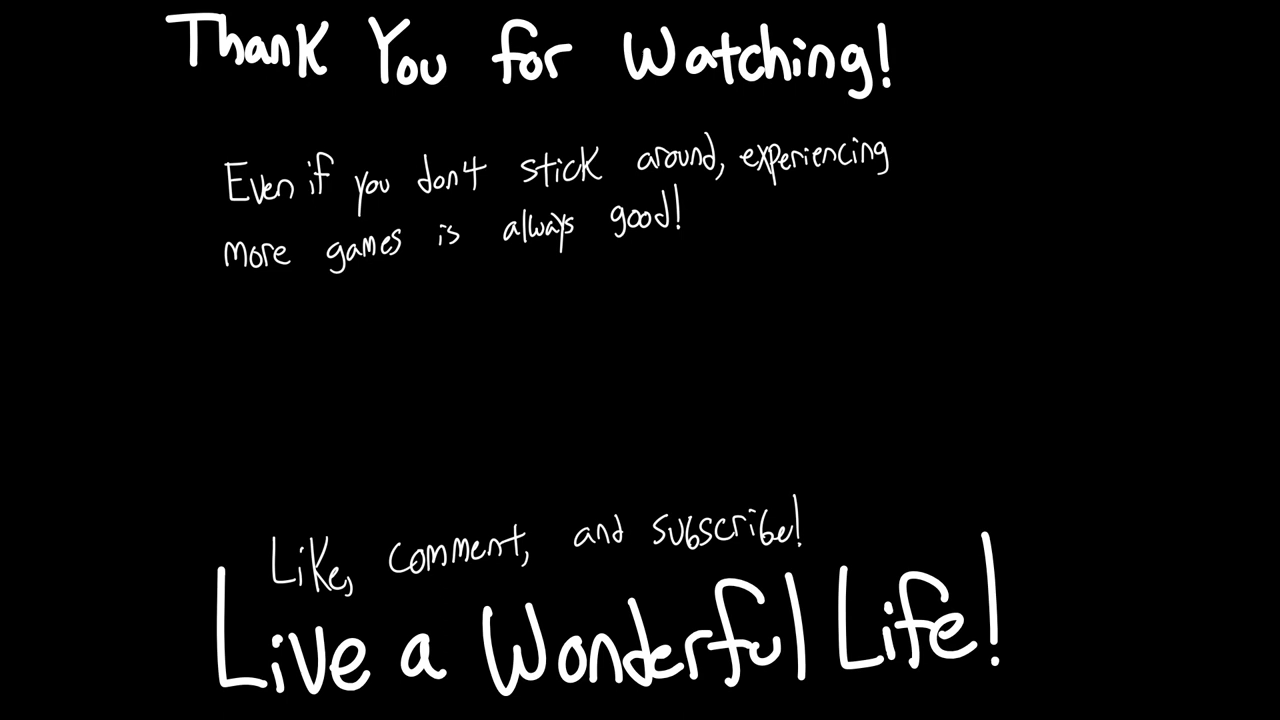 Thank You for Watching!
Even if you don't stick around, experiencing
more games is always good!
Like, comment, and subscribe!
Live a Wonderful Life!